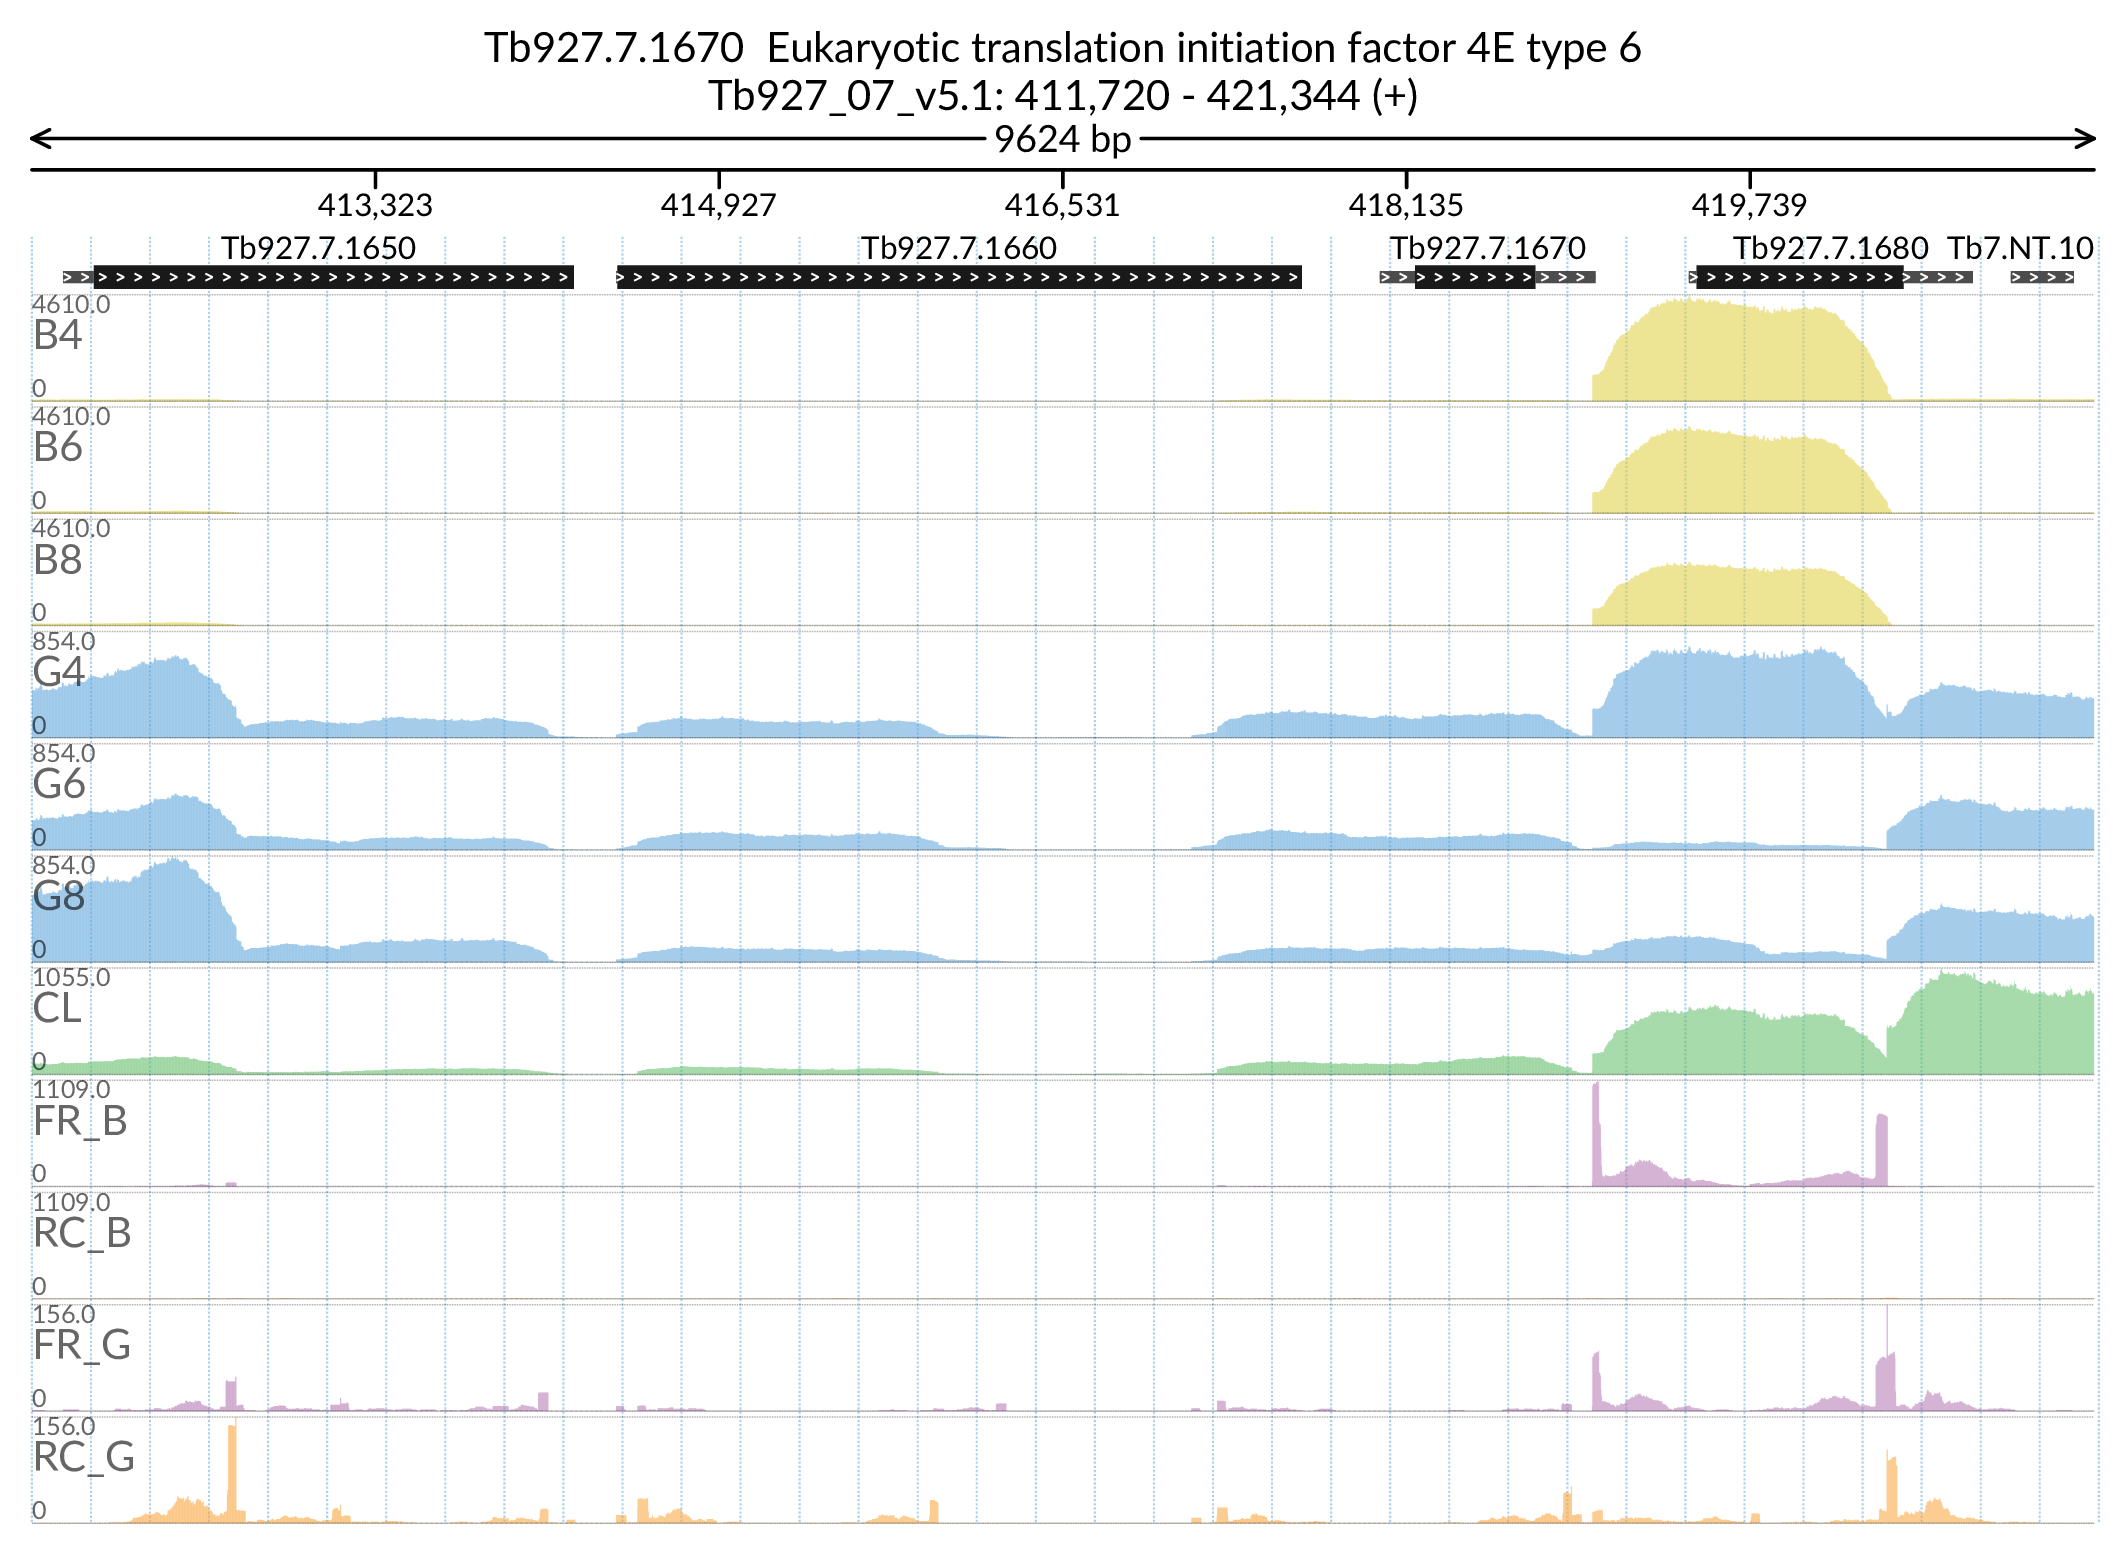 Tb927.7.1670 Eukaryotic translation initiation factor 4E type 6
Tb927_07_v5.1: 411,720 - 421,344 (+)
9624 bp
413,323 414,927 416,531 418,135 419,739
Tb927.7.1650 Tb927.7.1660 Tb927.7.1670 Tb927.7.1680 Tb7.NT.10
4610.0
B4
0
4610.0
B6
0
4610.0
B8
0
854.0
G4
0
854.0
G6
0
854.0
G8
0
1055.0
CL
0
1109.0
FR_B
0
1109.0
RC_B
0
156.0
FR_G
0
156.0
RC_G
0